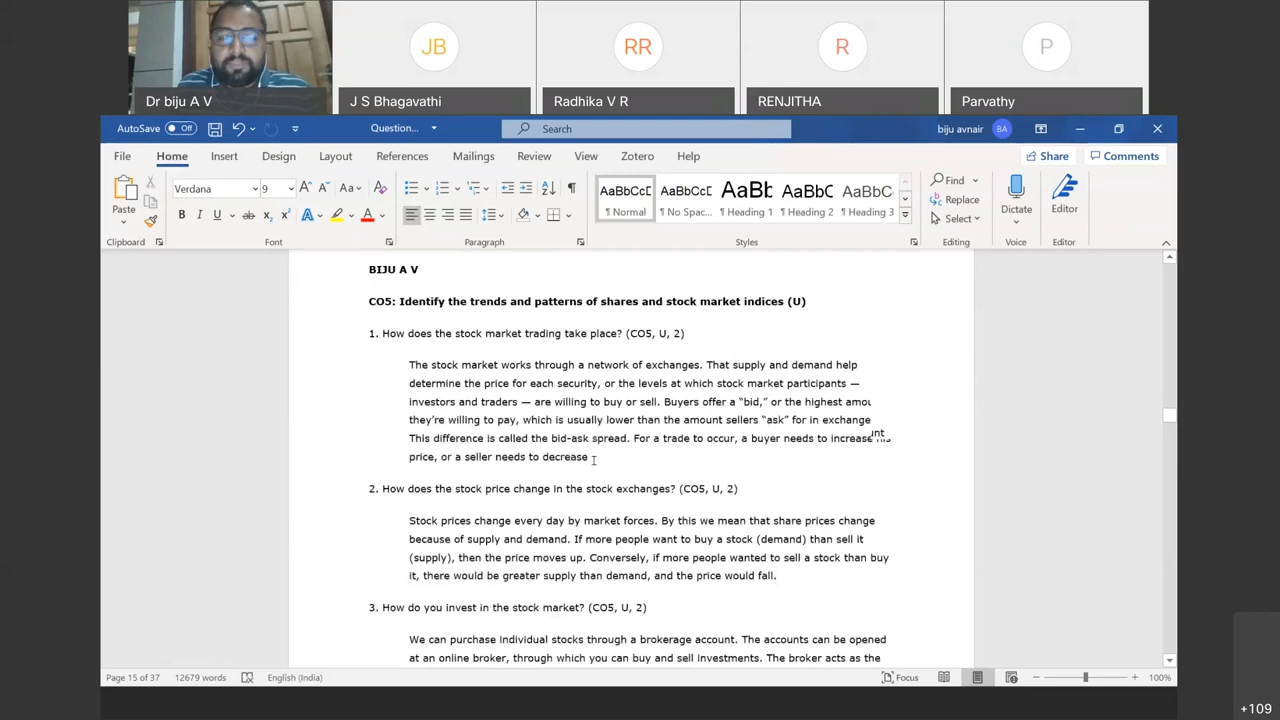 JB
RR
R
P
Dr biju A V
J S Bhagavathi
Radhika V R
RENJITHA
Parvathy
AutoSave Off
Question...
Search
biju avnair
BA
File Home Insert Design Layout References Mailings Review View Zotero Help
Share
Comments
Paste
Verdana 9
AaBbCcD AaBbCcD AaBb AaBbC AaBbCcD
¶ Normal ¶ No Spac... ¶ Heading 1 ¶ Heading 2 ¶ Heading 3
Find
Replace
Select
Dictate
Editor
Clipboard Font Paragraph Styles Editing Voice Editor
BIJU A V
CO5: Identify the trends and patterns of shares and stock market indices (U)
1. How does the stock market trading take place? (CO5, U, 2)
The stock market works through a network of exchanges. That supply and demand help
determine the price for each security, or the levels at which stock market participants —
investors and traders — are willing to buy or sell. Buyers offer a “bid,” or the highest amou
they’re willing to pay, which is usually lower than the amount sellers “ask” for in exchange
This difference is called the bid-ask spread. For a trade to occur, a buyer needs to increase
price, or a seller needs to decrease
2. How does the stock price change in the stock exchanges? (CO5, U, 2)
Stock prices change every day by market forces. By this we mean that share prices change
because of supply and demand. If more people want to buy a stock (demand) than sell it
(supply), then the price moves up. Conversely, if more people wanted to sell a stock than buy
it, there would be greater supply than demand, and the price would fall.
3. How do you invest in the stock market? (CO5, U, 2)
We can purchase individual stocks through a brokerage account. The accounts can be opened
at an online broker, through which you can buy and sell investments. The broker acts as the
Page 15 of 37 12679 words English (India)
Focus
100%
+109